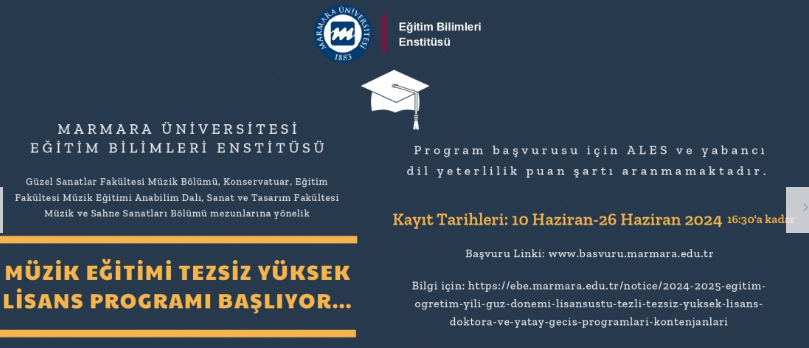 MARMARA ÜNİVERSİTESİ
1883
Eğitim Bilimleri
Enstitüsü
MARMARA ÜNİVERSİTESİ
EĞİTİM BİLİMLERİ ENSTİTÜSÜ
Güzel Sanatlar Fakültesi Müzik Bölümü, Konservatuar, Eğitim
Fakültesi Müzik Eğitimi Anabilim Dalı, Sanat ve Tasarım Fakültesi
Müzik ve Sahne Sanatları Bölümü mezunlarına yönelik
MÜZİK EĞİTİMİ TEZSİZ YÜKSEK
LİSANS PROGRAMI BAŞLIYOR...
Program başvurusu için ALES ve yabancı
dil yeterlilik puan şartı aranmamaktadır.
Kayıt Tarihleri: 10 Haziran-26 Haziran 2024 16:30'a kadar
Başvuru Linki: www.basvuru.marmara.edu.tr
Bilgi için: https://ebe.marmara.edu.tr/notice/2024-2025-egitim-
ogretim-yili-guz-donemi-lisansustu-tezli-tezsiz-yuksek-lisans-
doktora-ve-yatay-gecis-programlari-kontenjanlari